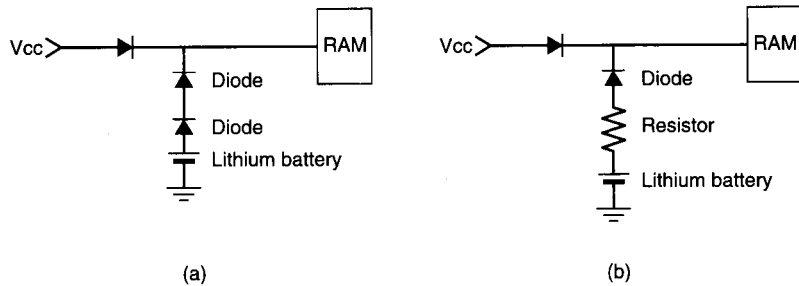 Vcc
RAM
Diode
Diode
Lithium battery
(a)
Vcc
RAM
Diode
Resistor
Lithium battery
(b)